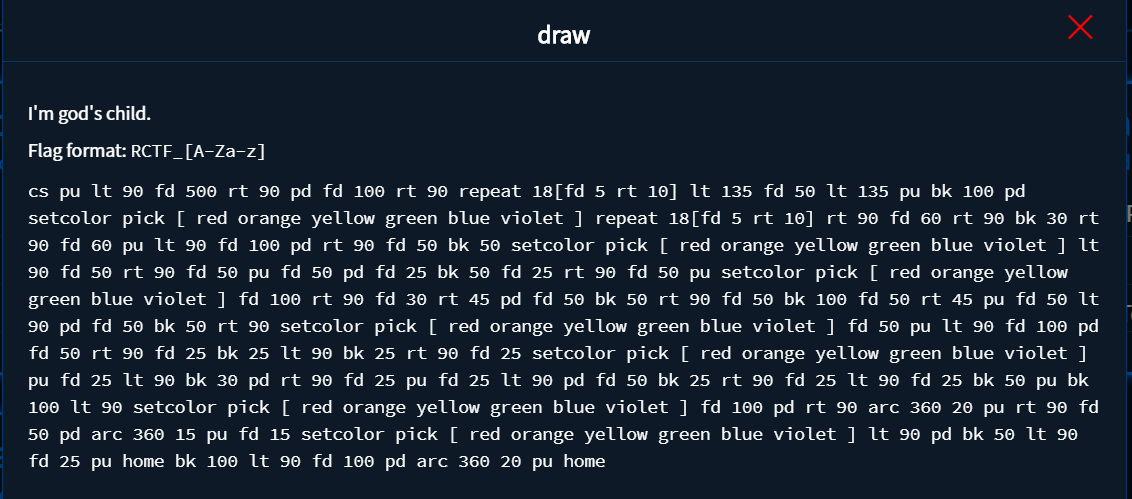 draw
I'm god's child.
Flag format: RCTF_[A-Za-z]
cs pu lt 90 fd 500 rt 90 pd fd 100 rt 90 repeat 18[fd 5 rt 10] lt 135 fd 50 lt 135 pu bk 100 pd
setcolor pick [ red orange yellow green blue violet ] repeat 18[fd 5 rt 10] rt 90 fd 60 rt 90 bk 30 rt
90 fd 60 pu lt 90 fd 100 pd rt 90 fd 50 bk 50 setcolor pick [ red orange yellow green blue violet ] lt
90 fd 50 rt 90 fd 50 pu fd 50 pd fd 25 bk 50 fd 25 rt 90 fd 50 pu setcolor pick [ red orange yellow
green blue violet ] fd 100 rt 90 fd 30 rt 45 pd fd 50 bk 50 rt 90 fd 50 bk 100 fd 50 rt 45 pu fd 50 lt
90 pd fd 50 bk 50 rt 90 setcolor pick [ red orange yellow green blue violet ] fd 50 pu lt 90 fd 100 pd
fd 50 rt 90 fd 25 bk 25 lt 90 bk 25 rt 90 fd 25 setcolor pick [ red orange yellow green blue violet ]
pu fd 25 lt 90 bk 30 pd rt 90 fd 25 pu fd 25 lt 90 pd fd 50 bk 25 rt 90 fd 25 lt 90 fd 25 bk 50 pu bk
100 lt 90 setcolor pick [ red orange yellow green blue violet ] fd 100 pd rt 90 arc 360 20 pu rt 90 fd
50 pd arc 360 15 pu fd 15 setcolor pick [ red orange yellow green blue violet ] lt 90 pd bk 50 lt 90
fd 25 pu home bk 100 lt 90 fd 100 pd arc 360 20 pu home